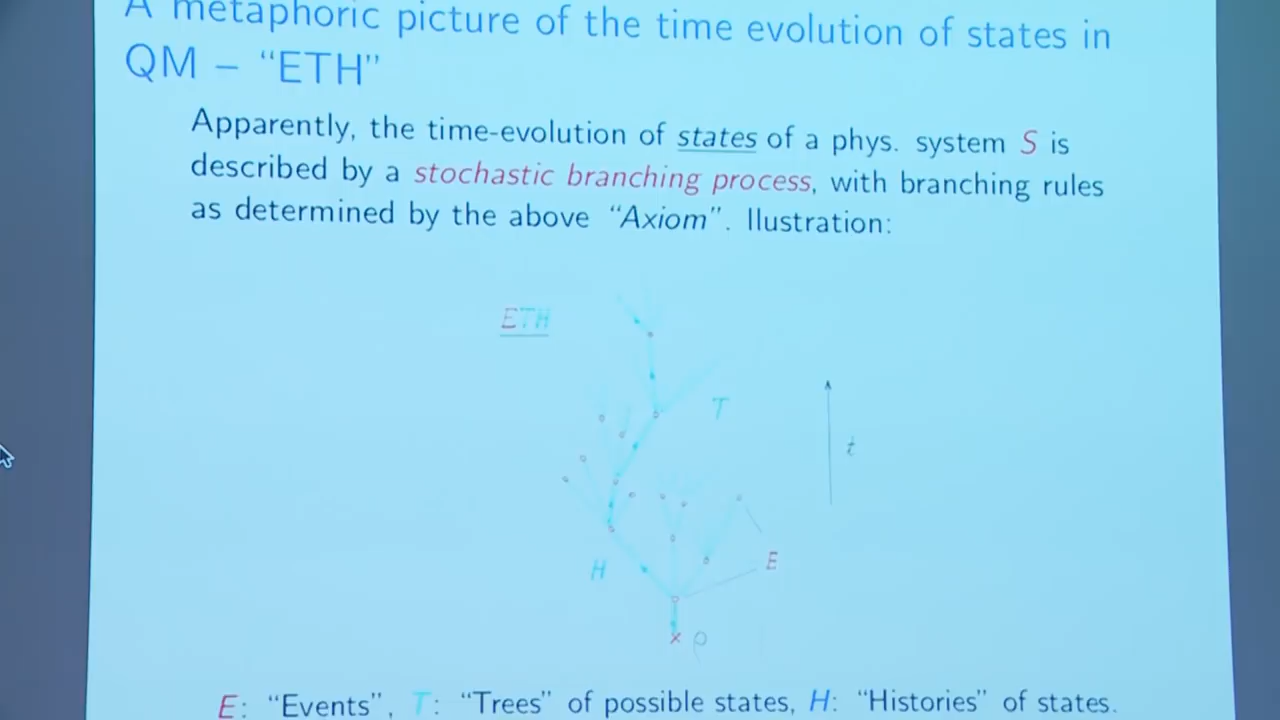 A metaphoric picture of the time evolution of states in
QM – “ETH”
Apparently, the time-evolution of states of a phys. system S is
described by a stochastic branching process, with branching rules
as determined by the above “Axiom”. Ilustration:
ETH
T
t
E
H
× ρ
E: “Events”, T: “Trees” of possible states, H: “Histories” of states.